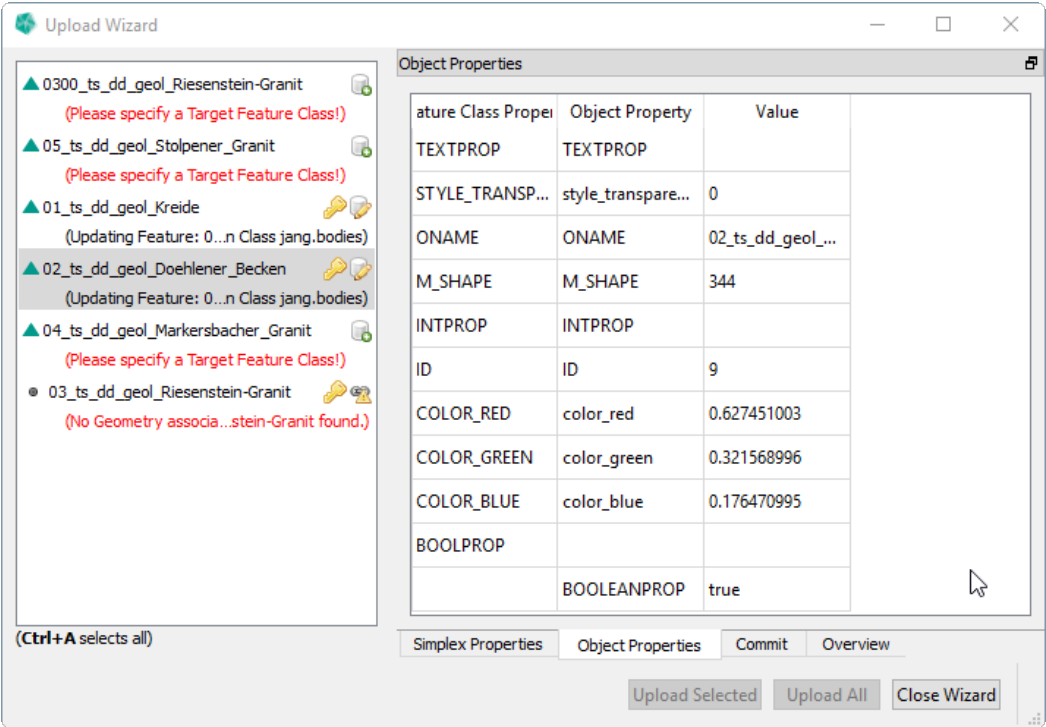 Upload Wizard
0300_ts_dd_geol_Riesenstein-Granit
(Please specify a Target Feature Class!)
05_ts_dd_geol_Stolpener_Granit
(Please specify a Target Feature Class!)
01_ts_dd_geol_Kreide
(Updating Feature: 0...n Class jang.bodies)
02_ts_dd_geol_Doehlener_Becken
(Updating Feature: 0...n Class jang.bodies)
04_ts_dd_geol_Markersbacher_Granit
(Please specify a Target Feature Class!)
03_ts_dd_geol_Riesenstein-Granit
(No Geometry associa...stein-Granit found.)
(Ctrl+A selects all)
Object Properties
ature Class Proper Object Property Value
TEXTPROP TEXTPROP
STYLE_TRANSP... style_transpare... 0
ONAME ONAME 02_ts_dd_geol_...
M_SHAPE M_SHAPE 344
INTPROP INTPROP
ID ID 9
COLOR_RED color_red 0.627451003
COLOR_GREEN color_green 0.321568996
COLOR_BLUE color_blue 0.176470995
BOOLPROP
BOOLEANPROP true
Simplex Properties Object Properties Commit Overview
Upload Selected Upload All Close Wizard